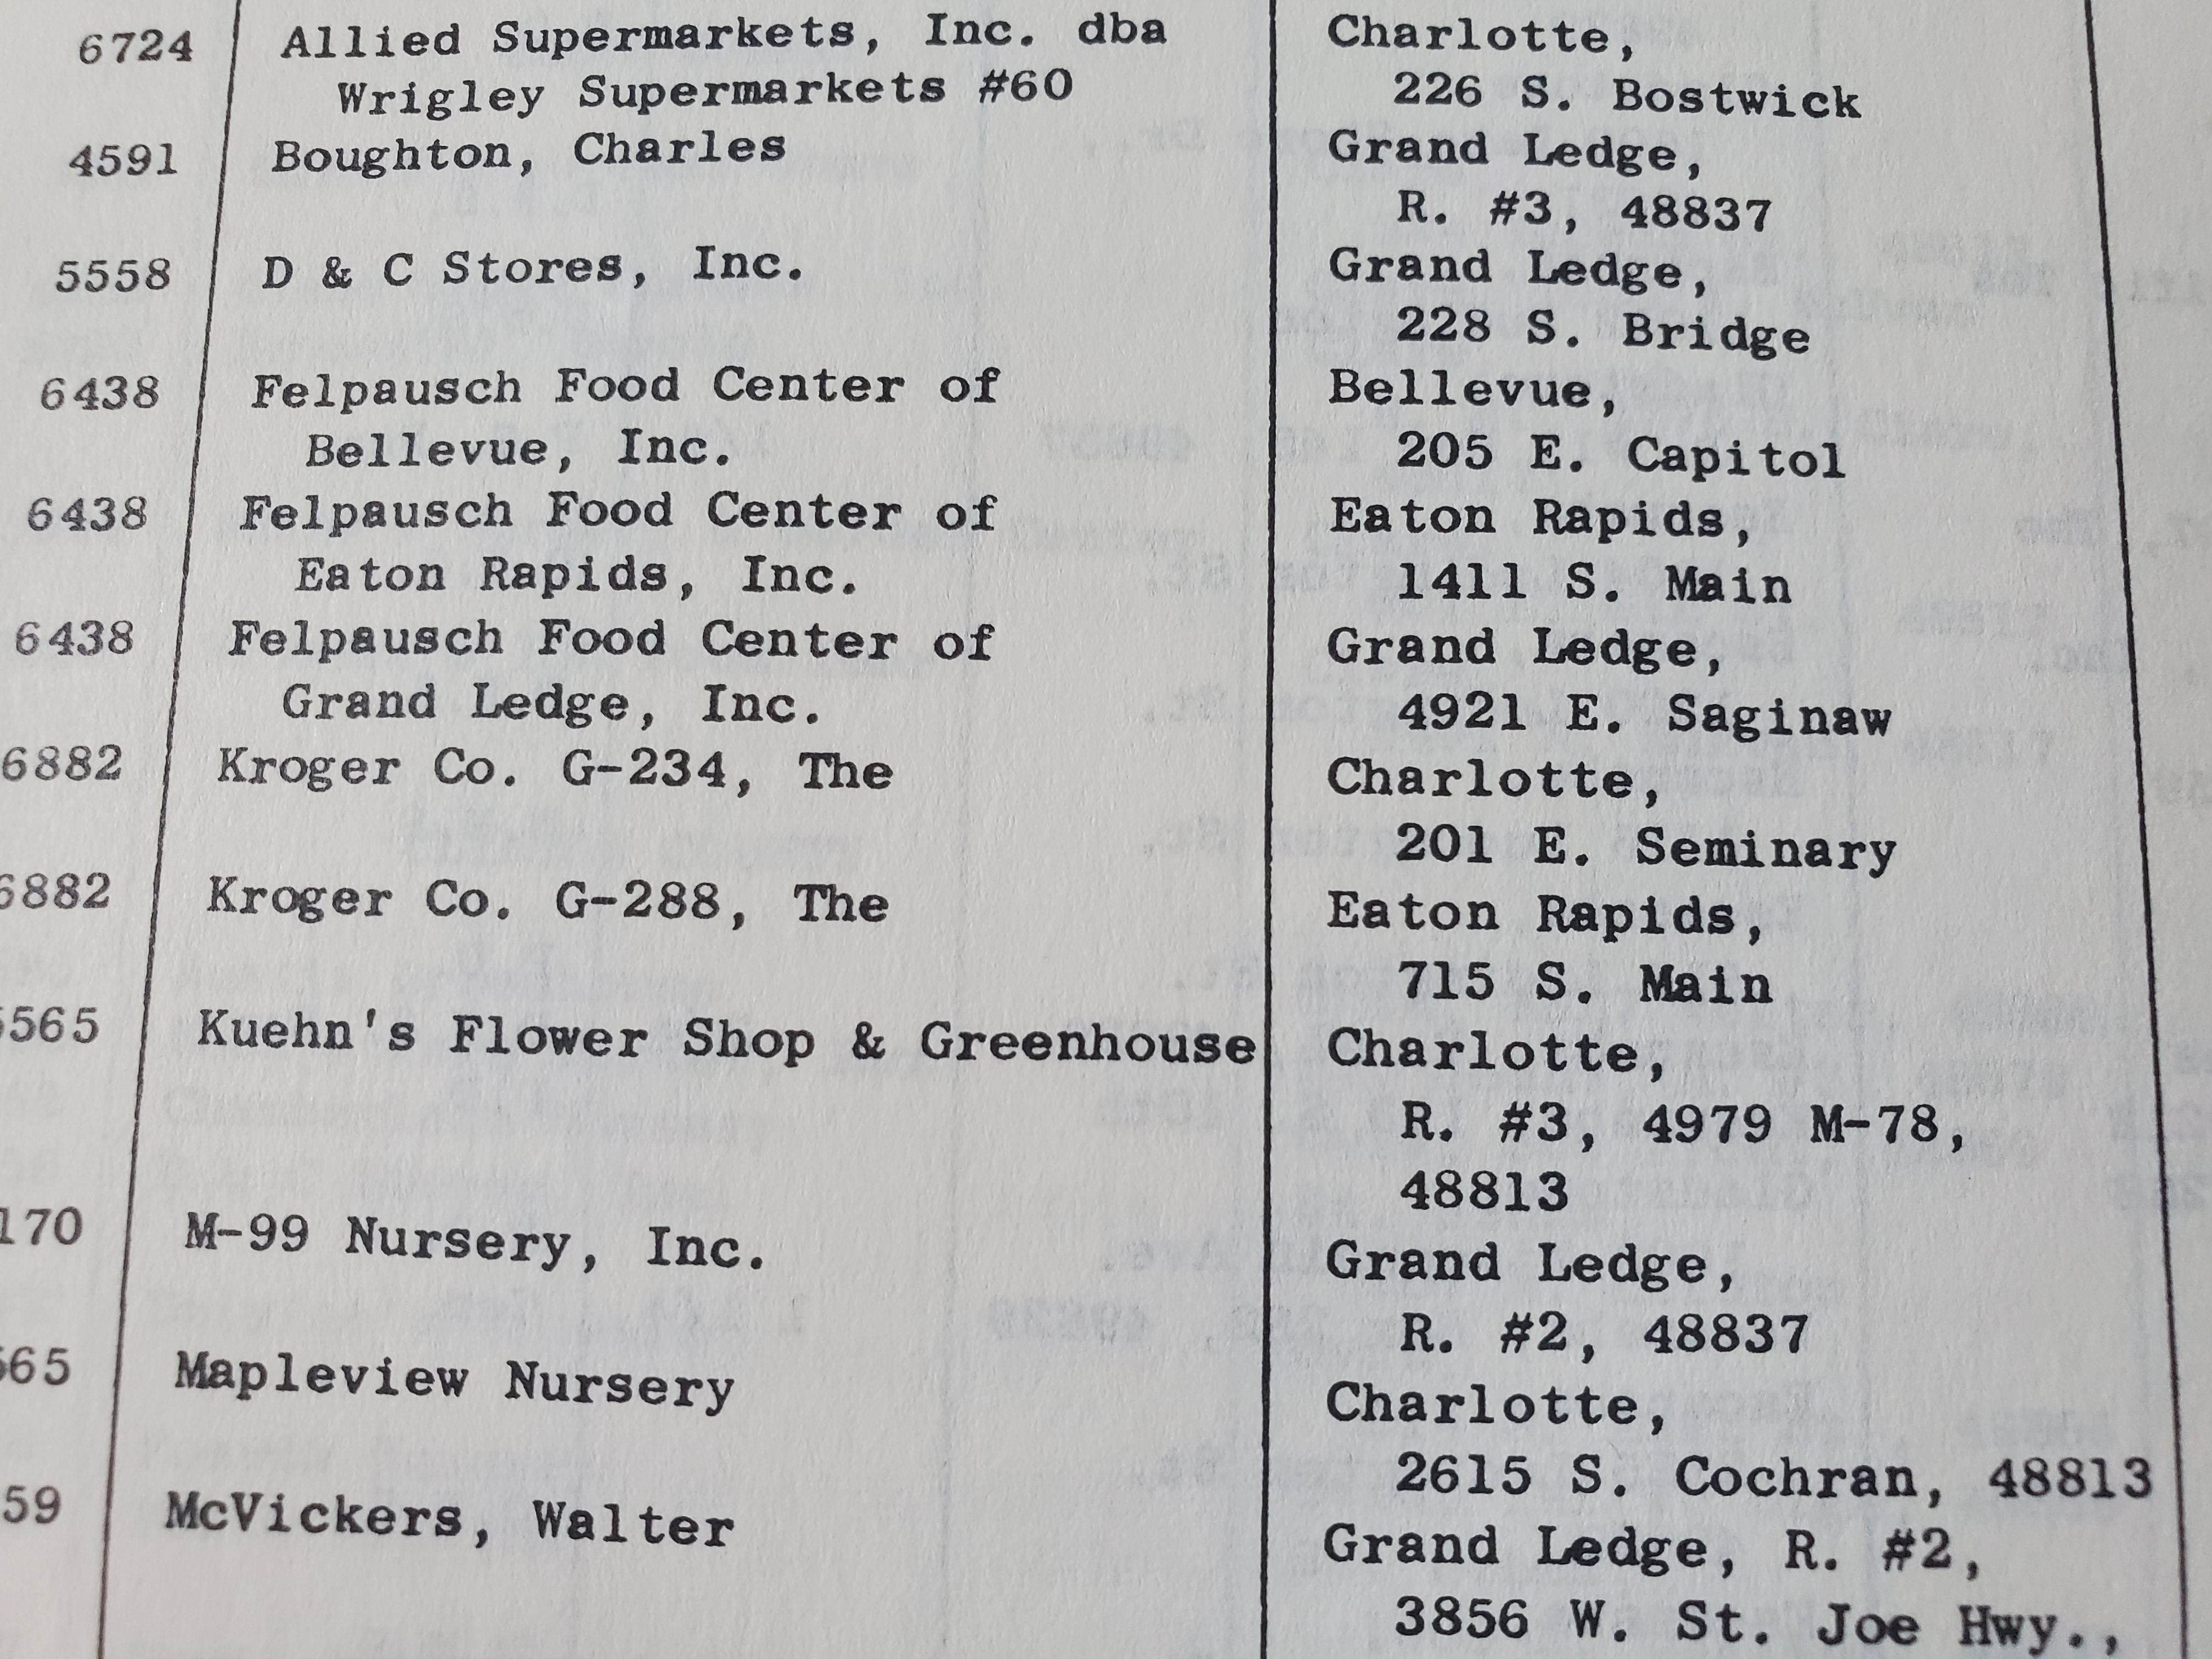 6724 Allied Supermarkets, Inc. dba Charlotte,
Wrigley Supermarkets #60 226 S. Bostwick
4591 Boughton, Charles Grand Ledge,
R. #3, 48837
5558 D & C Stores, Inc. Grand Ledge,
228 S. Bridge
6438 Felpausch Food Center of Bellevue,
Bellevue, Inc. 205 E. Capitol
6438 Felpausch Food Center of Eaton Rapids,
Eaton Rapids, Inc. 1411 S. Main
6438 Felpausch Food Center of Grand Ledge,
Grand Ledge, Inc. 4921 E. Saginaw
6882 Kroger Co. G-234, The Charlotte,
201 E. Seminary
6882 Kroger Co. G-288, The Eaton Rapids,
715 S. Main
565 Kuehn's Flower Shop & Greenhouse Charlotte,
R. #3, 4979 M-78,
48813
170 M-99 Nursery, Inc. Grand Ledge,
R. #2, 48837
65 Mapleview Nursery Charlotte,
2615 S. Cochran, 48813
59 McVickers, Walter Grand Ledge, R. #2,
3856 W. St. Joe Hwy.,